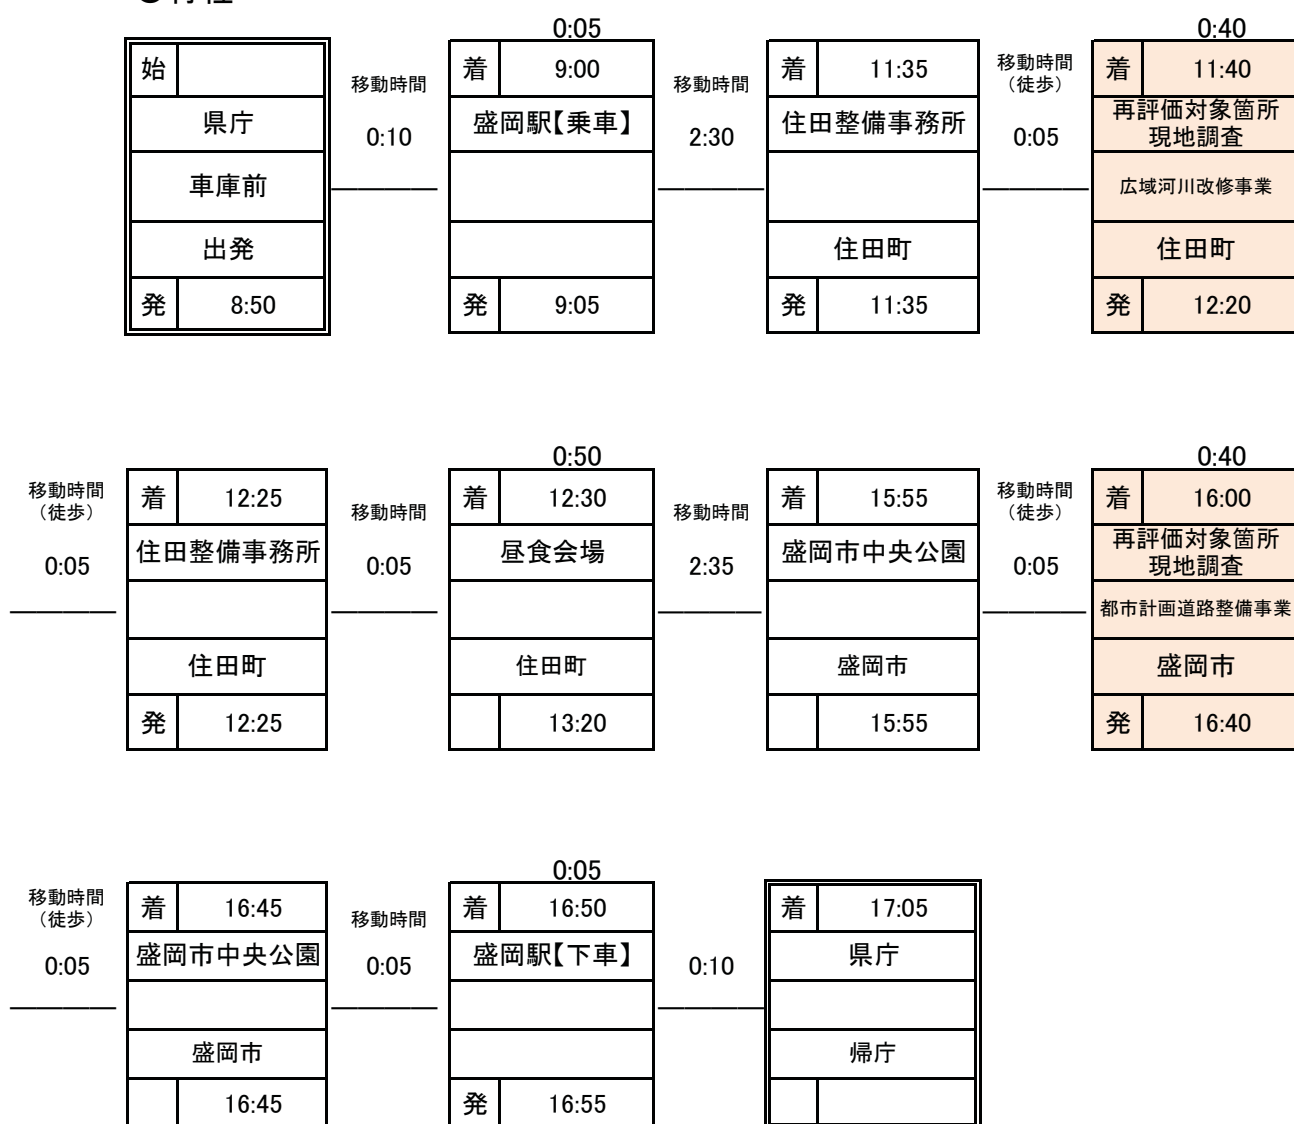 0:05
0:40
始
県庁
車庫前
出発
発 8:50
移動時間
0:10
着 9:00
盛岡駅【乗車】
発 9:05
移動時間
2:30
着 11:35
住田整備事務所
住田町
発 11:35
移動時間
（徒歩）
0:05
着 11:40
再評価対象箇所
現地調査
広域河川改修事業
住田町
発 12:20
0:50
0:40
移動時間
（徒歩）
0:05
着 12:25
住田整備事務所
住田町
発 12:25
移動時間
0:05
着 12:30
昼食会場
住田町
13:20
移動時間
2:35
着 15:55
盛岡市中央公園
盛岡市
15:55
移動時間
（徒歩）
0:05
着 16:00
再評価対象箇所
現地調査
都市計画道路整備事業
盛岡市
発 16:40
0:05
移動時間
（徒歩）
0:05
着 16:45
盛岡市中央公園
盛岡市
16:45
移動時間
0:05
着 16:50
盛岡駅【下車】
発 16:55
0:10
着 17:05
県庁
帰庁